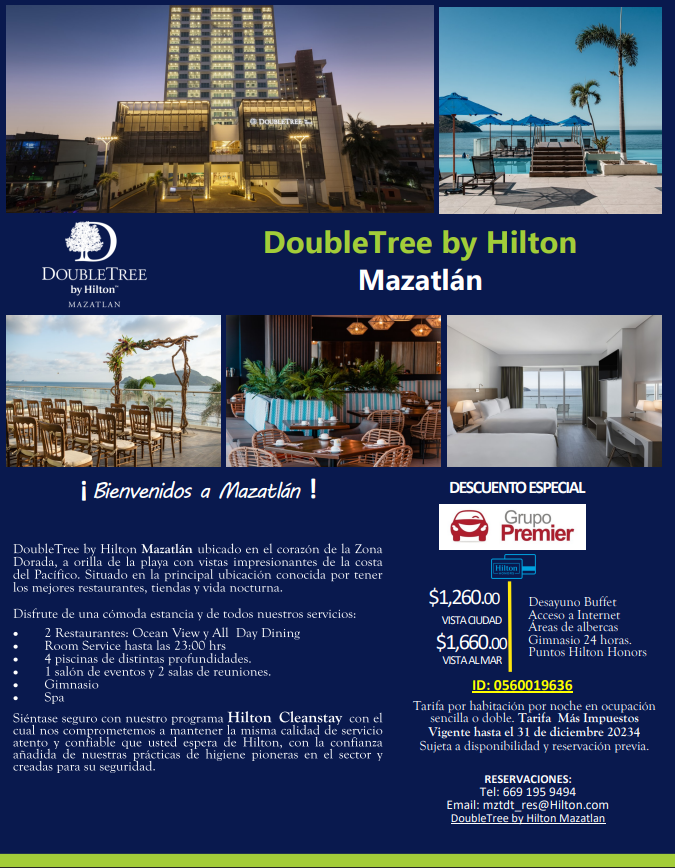 DOUBLETREE
DoubleTree by Hilton
Mazatlán
DOUBLETREE
by Hilton™
MAZATLAN
¡ Bienvenidos a Mazatlán !
DoubleTree by Hilton Mazatlán ubicado en el corazón de la Zona
Dorada, a orilla de la playa con vistas impresionantes de la costa
del Pacífico. Situado en la principal ubicación conocida por tener
los mejores restaurantes, tiendas y vida nocturna.
Disfrute de una cómoda estancia y de todos nuestros servicios:
• 2 Restaurantes: Ocean View y All Day Dining
• Room Service hasta las 23:00 hrs
• 4 piscinas de distintas profundidades.
• 1 salón de eventos y 2 salas de reuniones.
• Gimnasio
• Spa
Siéntase seguro con nuestro programa Hilton Cleanstay con el
cual nos comprometemos a mantener la misma calidad de servicio
atento y confiable que usted espera de Hilton, con la confianza
añadida de nuestras prácticas de higiene pioneras en el sector y
creadas para su seguridad.
DESCUENTO ESPECIAL
Grupo
Premier
Hilton
$1,260.00
VISTA CIUDAD
$1,660.00
VISTA AL MAR
Desayuno Buffet
Acceso a Internet
Áreas de albercas
Gimnasio 24 horas.
Puntos Hilton Honors
ID: 0560019636
Tarifa por habitación por noche en ocupación
sencilla o doble. Tarifa Más Impuestos
Vigente hasta el 31 de diciembre 20234
Sujeta a disponibilidad y reservación previa.
RESERVACIONES:
Tel: 669 195 9494
Email: mztdt_res@Hilton.com
DoubleTree by Hilton Mazatlan